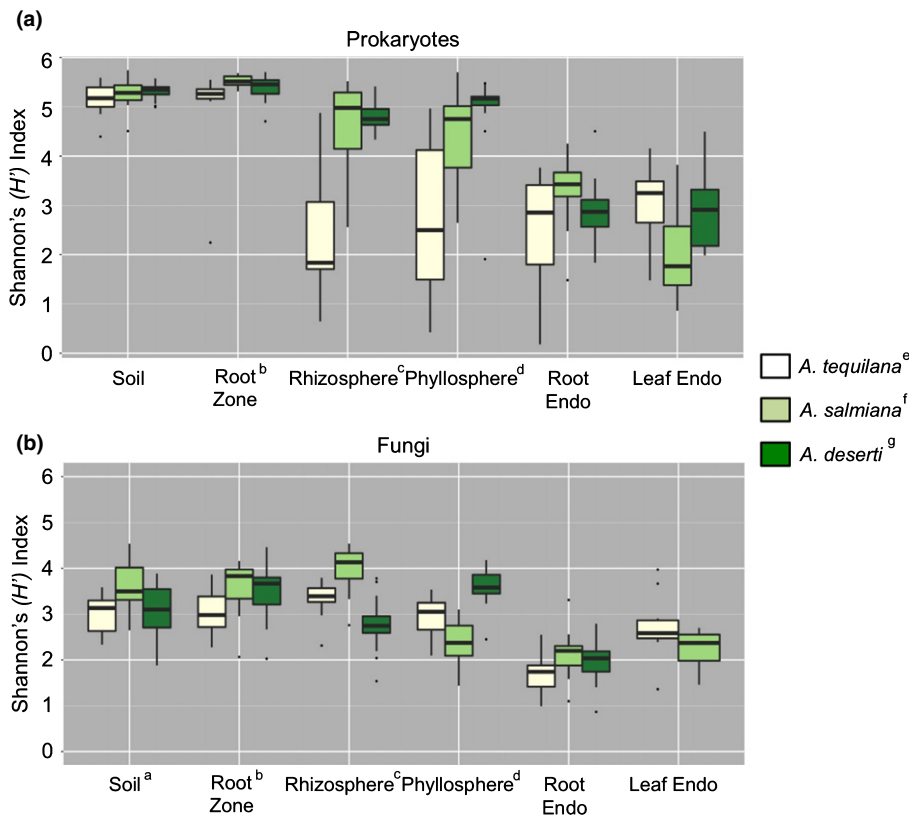 (a)
Prokaryotes
Shannon's (H') Index
6
5
4
3
2
1
0
Soil
Root b
Zone
Rhizosphere c
Phyllosphere d
Root
Endo
Leaf Endo
A. tequilana e
A. salmiana f
A. deserti g
(b)
Fungi
Shannon's (H') Index
6
5
4
3
2
1
0
Soil a
Root b
Zone
Rhizosphere c
Phyllosphere d
Root
Endo
Leaf Endo